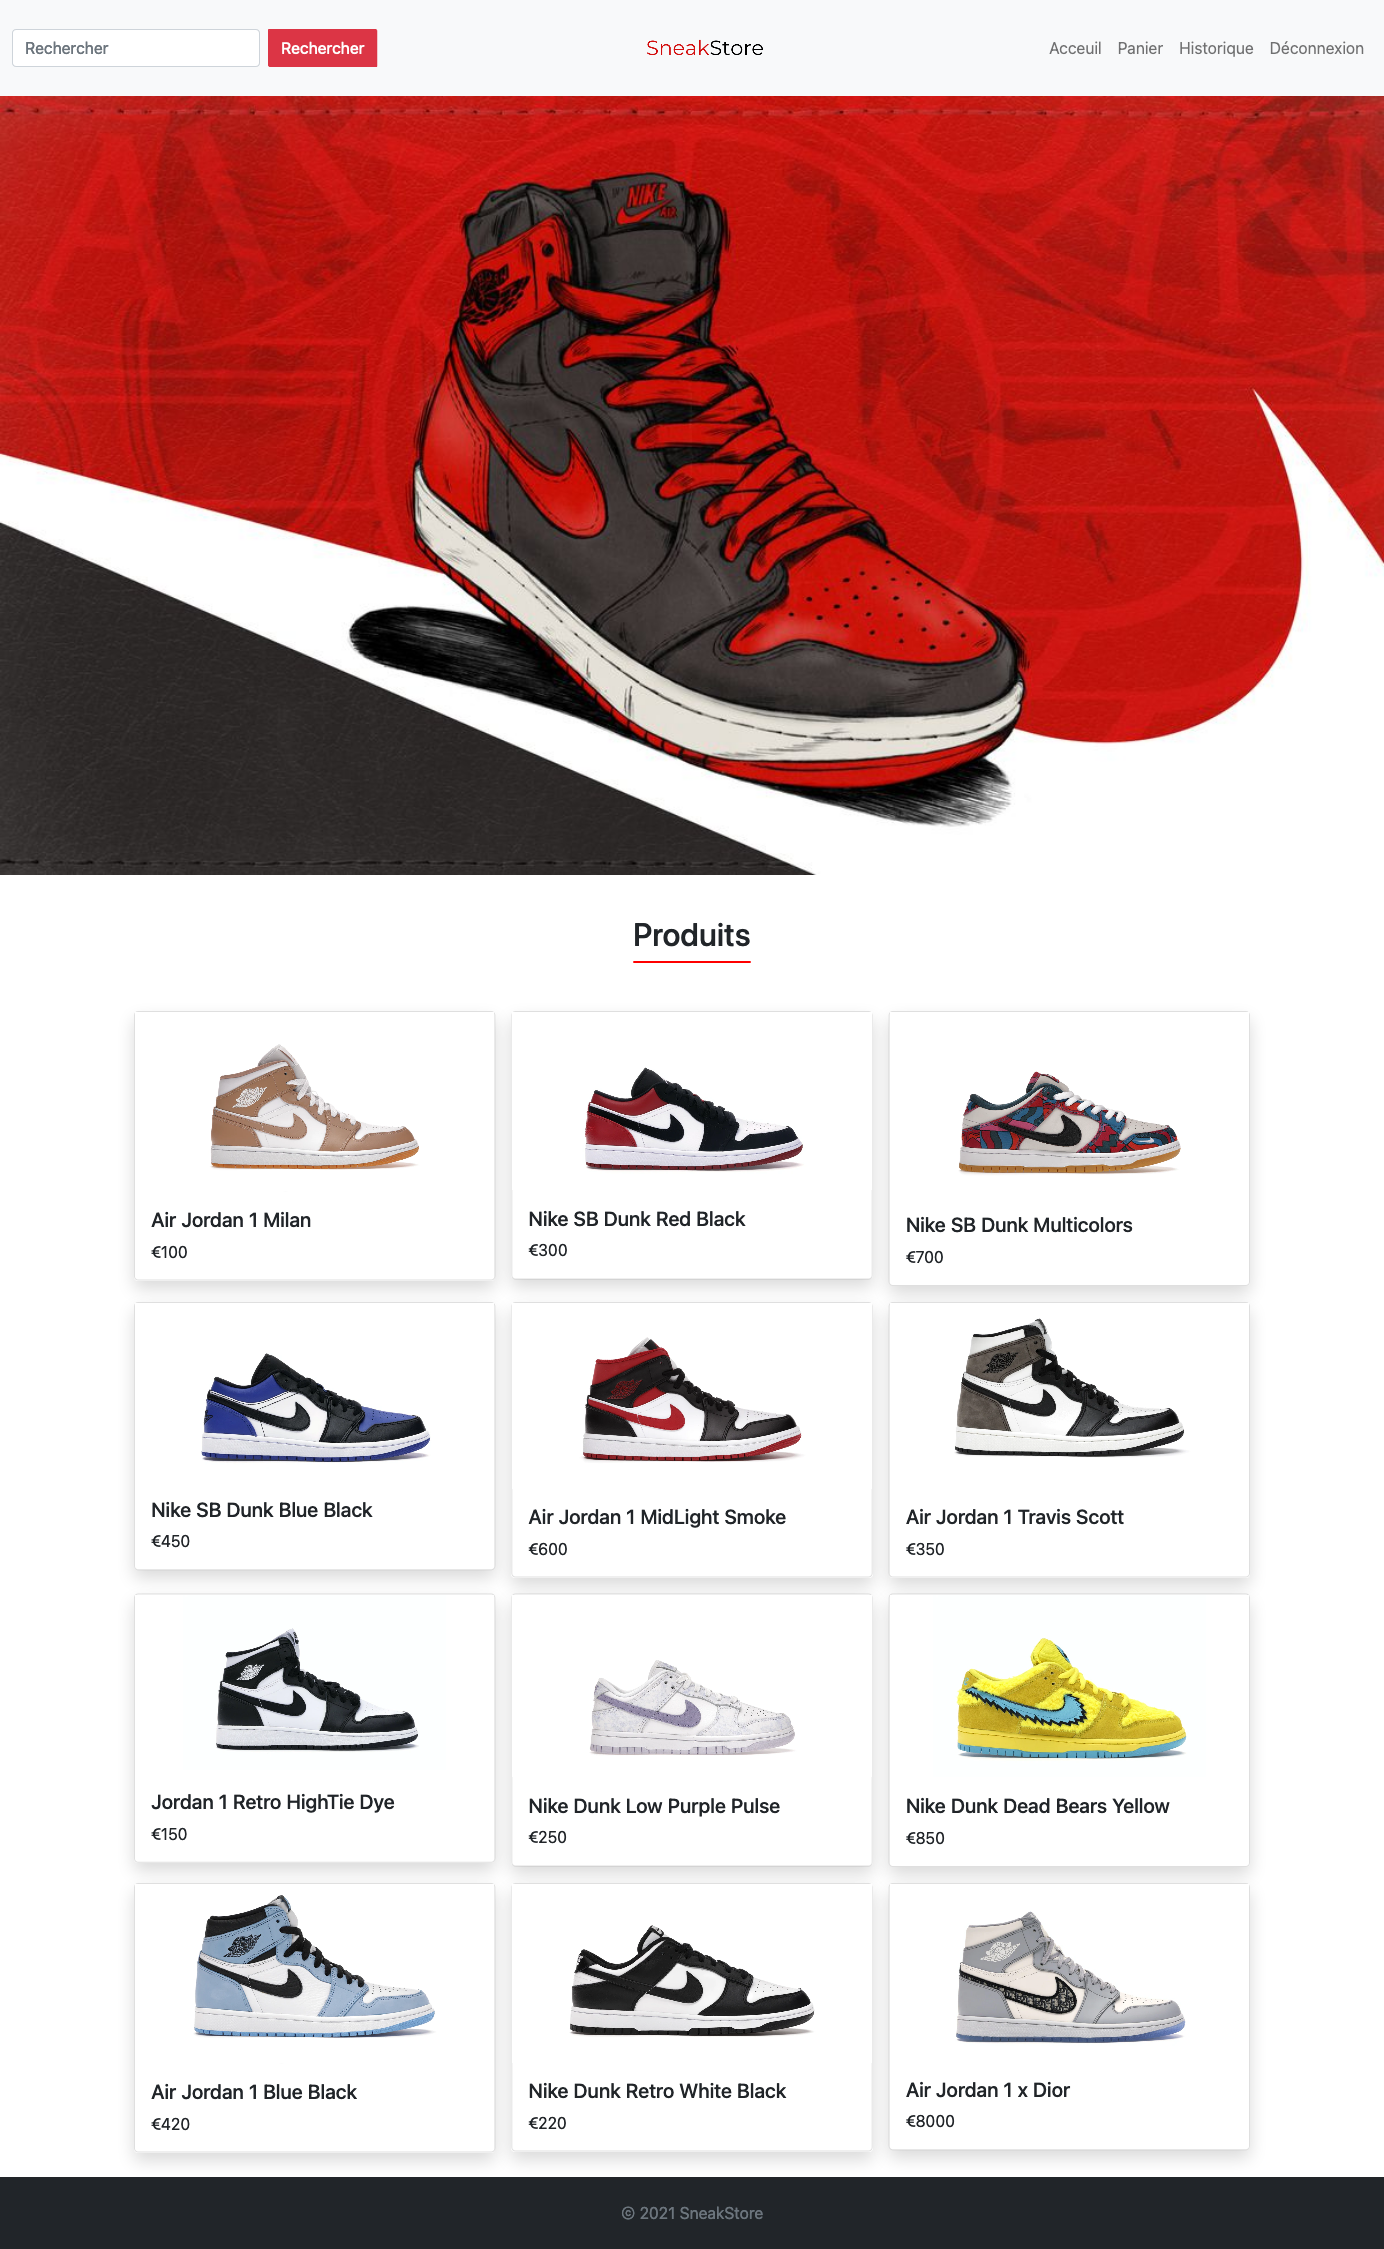 Rechercher
Rechercher
SneakStore
Acceuil
Panier
Historique
Déconnexion
NIKE
AIR
Produits
Air Jordan 1 Milan
€100
Nike SB Dunk Red Black
€300
Nike SB Dunk Multicolors
€700
Nike SB Dunk Blue Black
€450
Air Jordan 1 MidLight Smoke
€600
Air Jordan 1 Travis Scott
€350
Jordan 1 Retro HighTie Dye
€150
Nike Dunk Low Purple Pulse
€250
Nike Dunk Dead Bears Yellow
€850
Air Jordan 1 Blue Black
€420
Nike Dunk Retro White Black
€220
Air Jordan 1 x Dior
€8000
© 2021 SneakStore